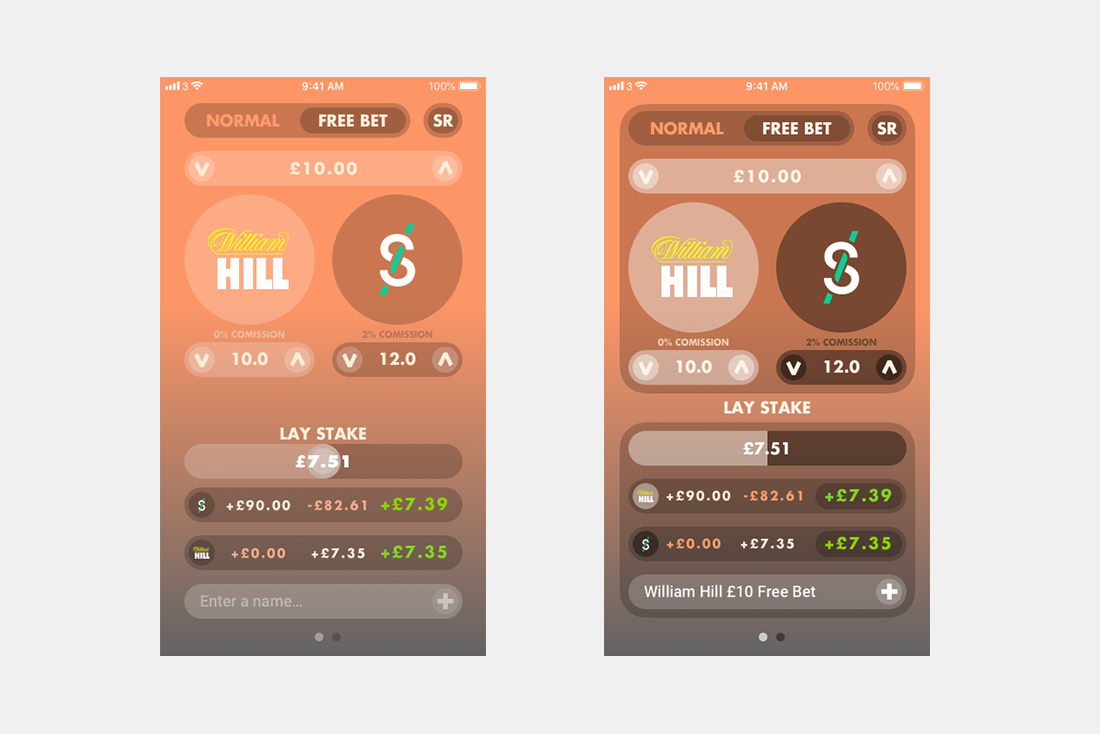 3 9:41 AM 100%
NORMAL FREE BET SR
£10.00
William
HILL
S
0% COMISSION 2% COMISSION
10.0 12.0
LAY STAKE
£7.51
S +£90.00 -£82.61 +£7.39
William HILL +£0.00 +£7.35 +£7.35
Enter a name...
3 9:41 AM 100%
NORMAL FREE BET SR
£10.00
William
HILL
S
0% COMISSION 2% COMISSION
10.0 12.0
LAY STAKE
£7.51
William HILL +£90.00 -£82.61 +£7.39
S +£0.00 +£7.35 +£7.35
William Hill £10 Free Bet